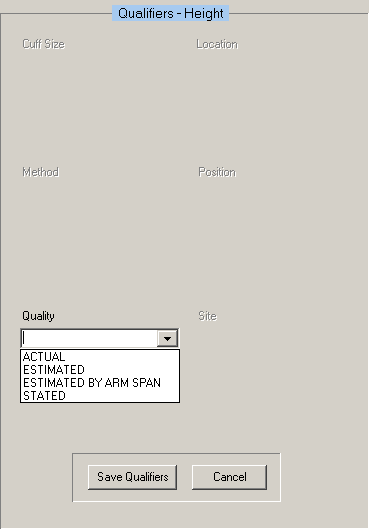 Qualifiers - Height
Cuff Size
Location
Method
Position
Quality
Site
ACTUAL
ESTIMATED
ESTIMATED BY ARM SPAN
STATED
Save Qualifiers
Cancel